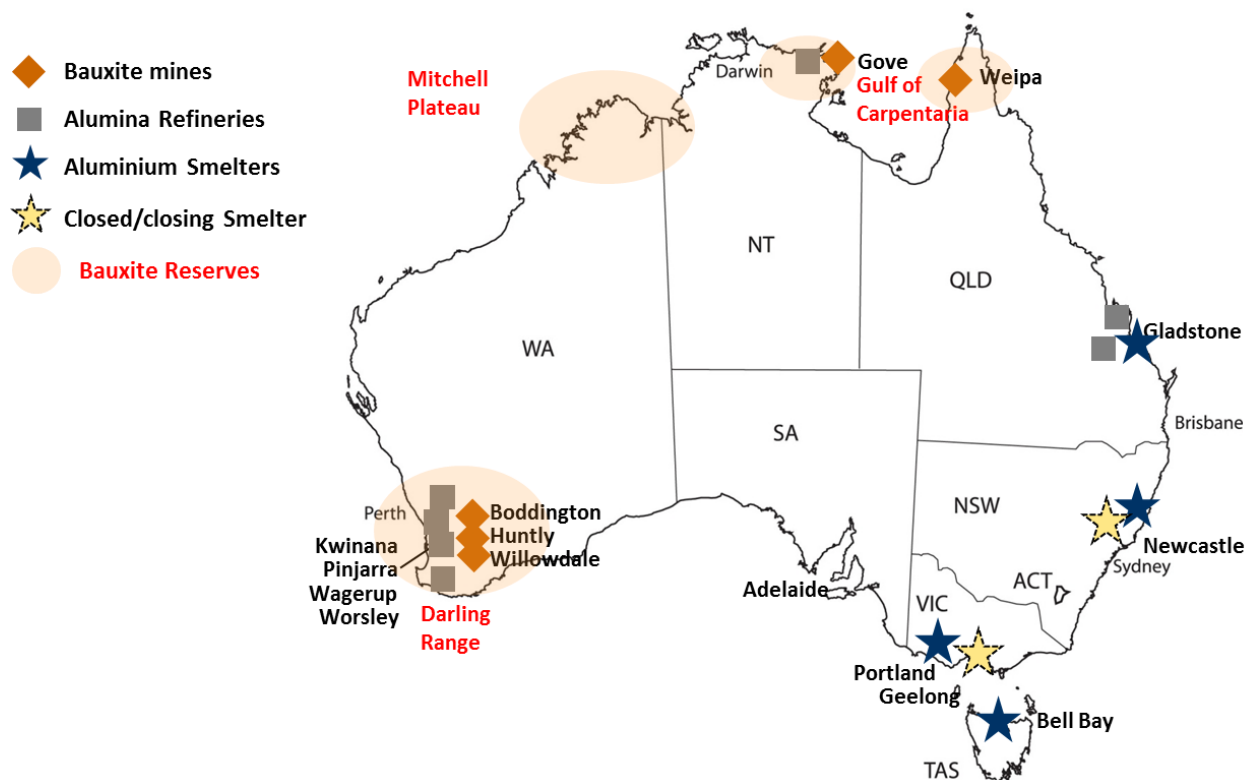 Bauxite mines
Alumina Refineries
Aluminium Smelters
Closed/closing Smelter
Bauxite Reserves
Mitchell
Plateau
Darwin
Gove
Gulf of
Carpentaria
Weipa
NT
QLD
WA
Gladstone
SA
Brisbane
Perth
Boddington
Huntly
Willowdale
Kwinana
Pinjarra
Wagerup
Worsley
Darling
Range
NSW
Newcastle
Sydney
ACT
Adelaide
VIC
Portland
Geelong
Bell Bay
TAS